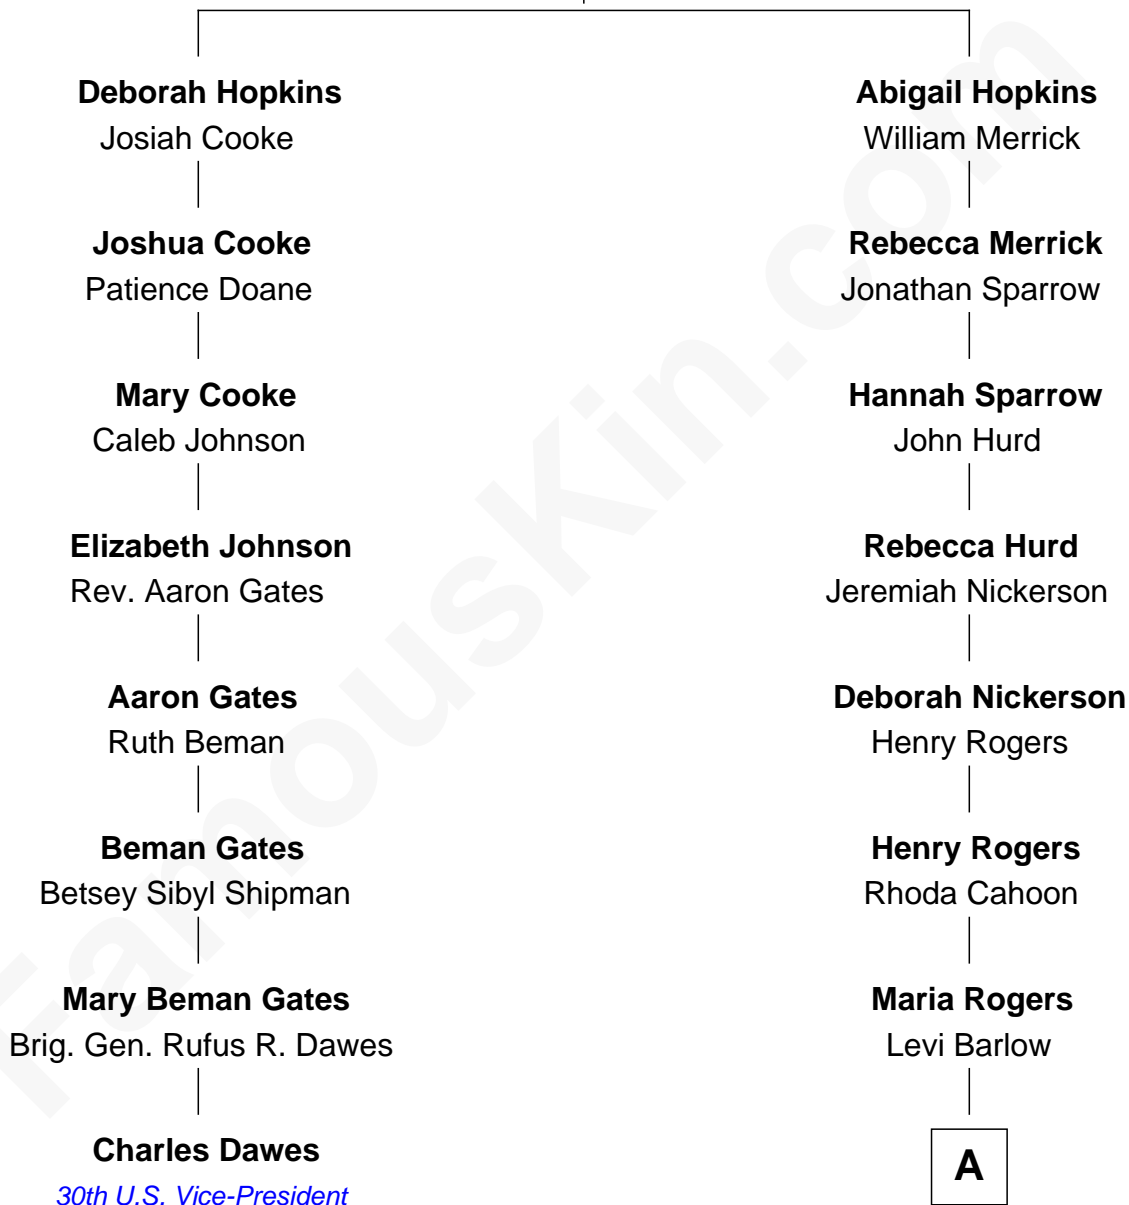 Deborah Hopkins
Josiah Cooke
Joshua Cooke
Patience Doane
Mary Cooke
Caleb Johnson
Elizabeth Johnson
Rev. Aaron Gates
Aaron Gates
Ruth Beman
Beman Gates
Betsey Sibyl Shipman
Mary Beman Gates
Brig. Gen. Rufus R. Dawes
Charles Dawes
30th U.S. Vice-President
Abigail Hopkins
William Merrick
Rebecca Merrick
Jonathan Sparrow
Hannah Sparrow
John Hurd
Rebecca Hurd
Jeremiah Nickerson
Deborah Nickerson
Henry Rogers
Henry Rogers
Rhoda Cahoon
Maria Rogers
Levi Barlow
A
FamousKin.com